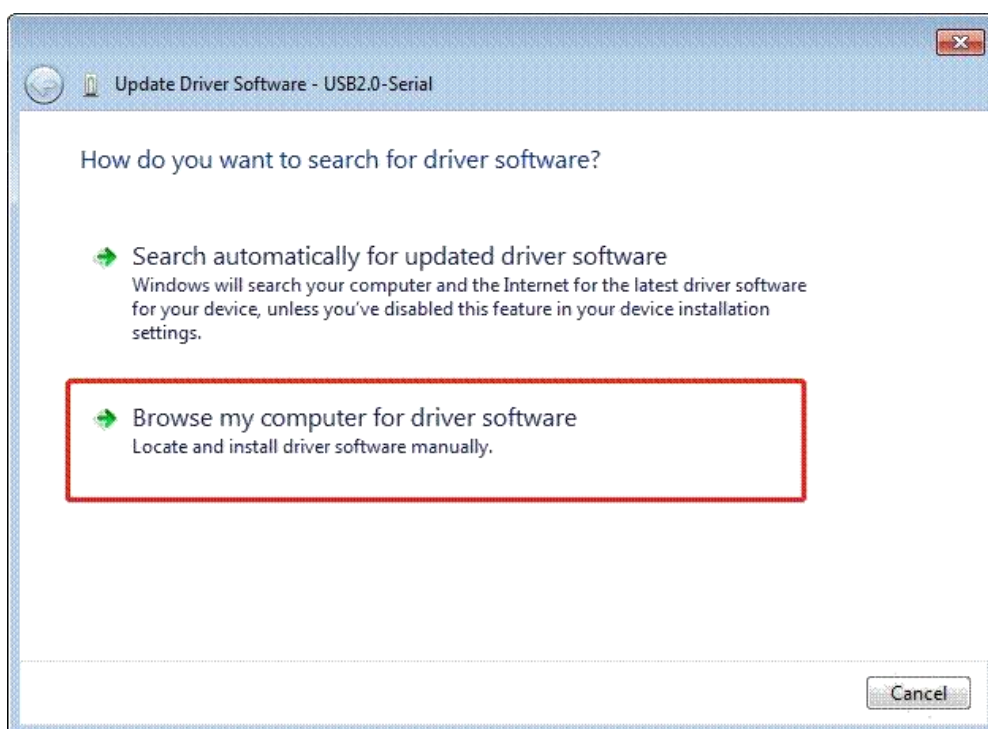 Update Driver Software - USB2.0-Serial
How do you want to search for driver software?
Search automatically for updated driver software
Windows will search your computer and the Internet for the latest driver software
for your device, unless you've disabled this feature in your device installation
settings.
Browse my computer for driver software
Locate and install driver software manually.
Cancel